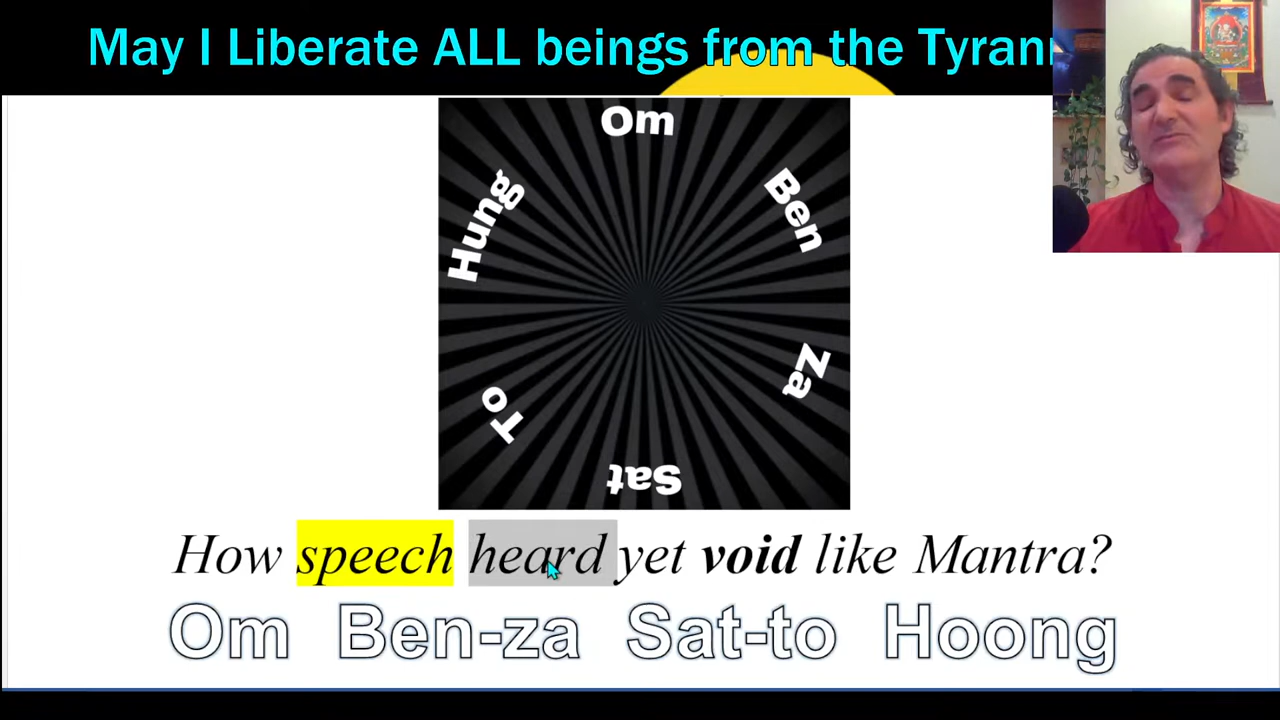 May I Liberate ALL beings from the
Om
Ben
Za
Sat
To
Hung
How speech heard yet void like Mantra?
Om Ben-za Sat-to Hoong